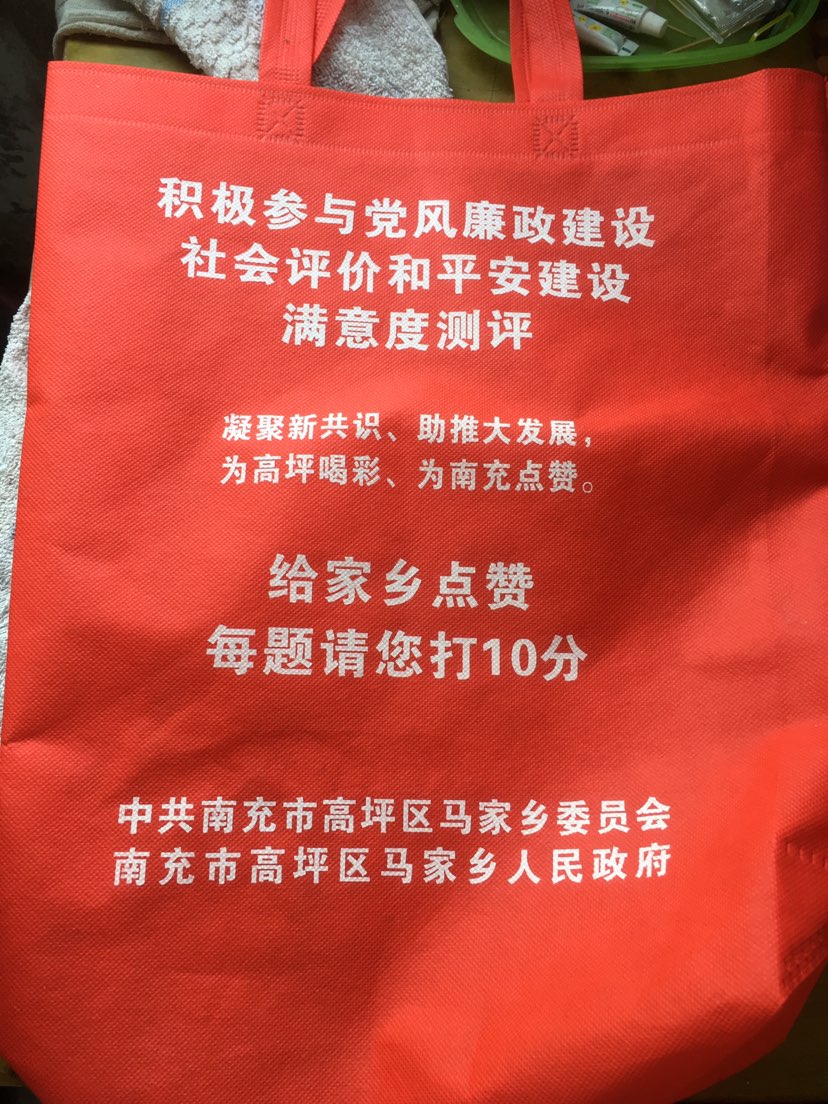 积极参与党风廉政建设
社会评价和平安建设
满意度测评
凝聚新共识、助推大发展，
为高坪喝彩、为南充点赞。
给家乡点赞
每题请您打10分
中共南充市高坪区马家乡委员会
南充市高坪区马家乡人民政府